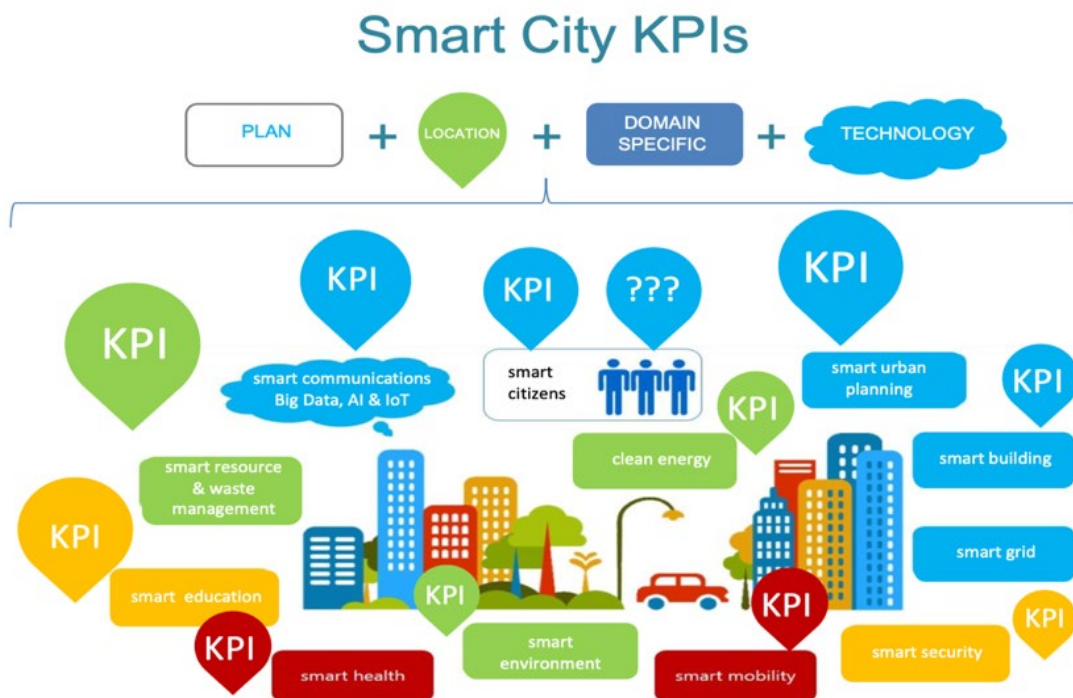 Smart City KPIs
PLAN
+
LOCATION
+
DOMAIN
SPECIFIC
+
TECHNOLOGY
KPI
KPI
KPI
???
KPI
smart communications
Big Data, AI & IoT
smart
citizens
smart urban
planning
KPI
KPI
smart resource
& waste
management
clean energy
smart building
KPI
smart grid
smart education
KPI
KPI
KPI
KPI
smart health
smart
environment
smart mobility
smart security